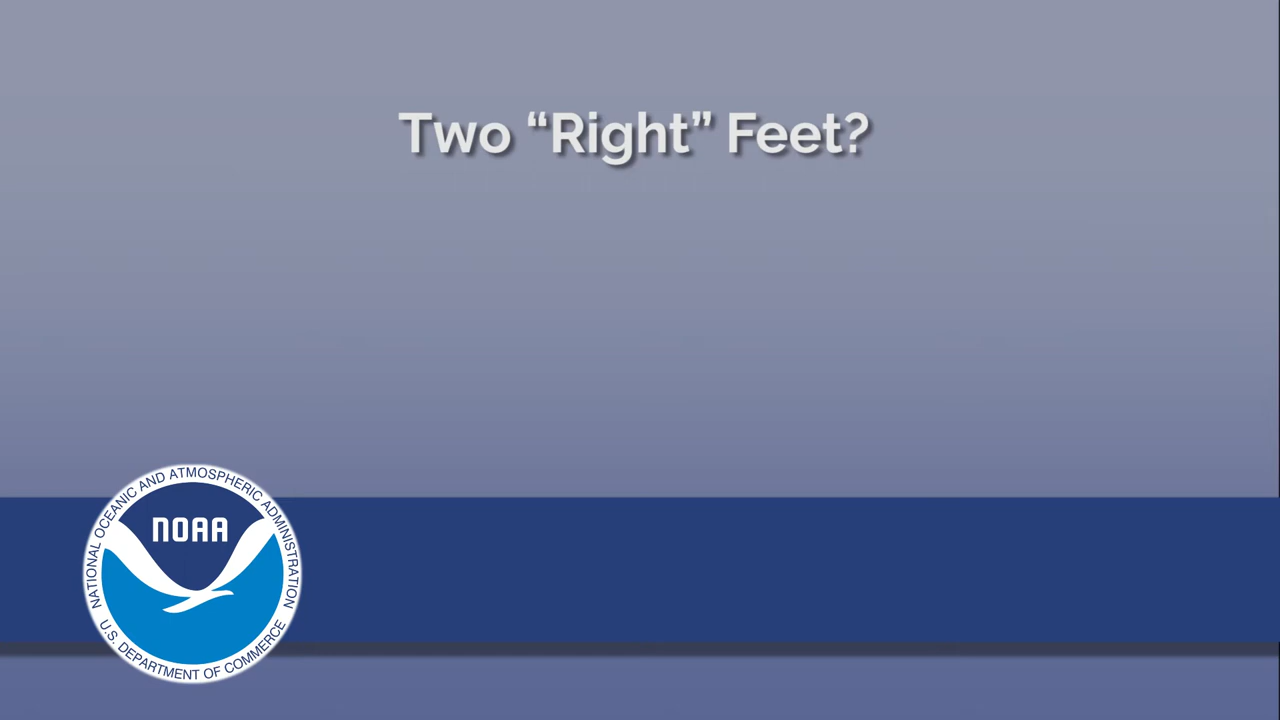 Two “Right” Feet?
NATIONAL OCEANIC AND ATMOSPHERIC ADMINISTRATION
NOAA
U.S. DEPARTMENT OF COMMERCE